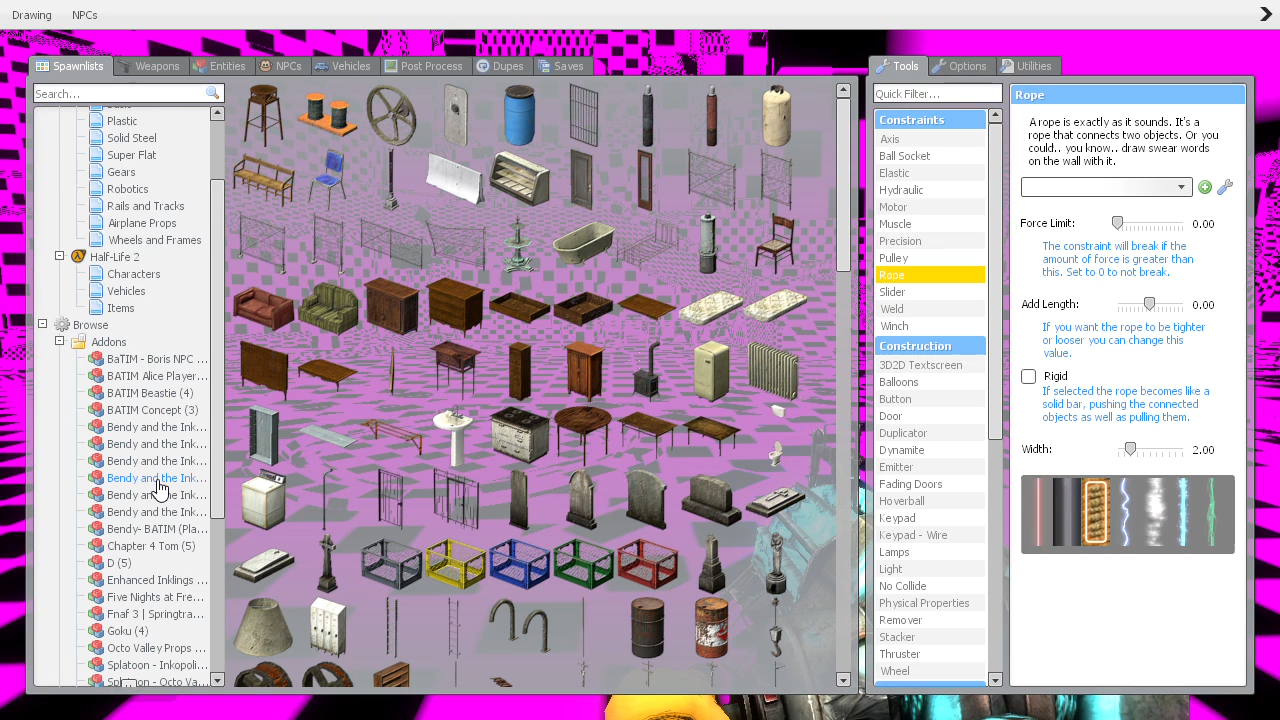 Drawing NPCs
Spawnlists Weapons Entities NPCs Vehicles Post Process Dupes Saves
Search...
Plastic
Solid Steel
Super Flat
Gears
Robotics
Rails and Tracks
Airplane Props
Wheels and Frames
Half-Life 2
Characters
Vehicles
Items
Browse
Addons
BaTIM - Boris NPC ...
BATIM Alice Player...
BATIM Beastie (4)
BATIM Concept (3)
Bendy and the Ink...
Bendy and the Ink...
Bendy and the Ink...
Bendy and the Ink...
Bendy and the Ink...
Bendy and the Ink...
Bendy- BATIM (Pla...
Chapter 4 Tom (5)
D (5)
Enhanced Inklings ...
Five Nights at Fre...
Fnaf 3 | Springtra...
Goku (4)
Octo Valley Props ...
Splatoon - Inkopoli...
Splatoon - Octo Va...
Tools Options Utilities
Quick Filter...
Constraints
Axis
Ball Socket
Elastic
Hydraulic
Motor
Muscle
Precision
Pulley
Rope
Slider
Weld
Winch
Construction
3D2D Textscreen
Balloons
Button
Door
Duplicator
Dynamite
Emitter
Fading Doors
Hoverball
Keypad
Keypad - Wire
Lamps
Light
No Collide
Physical Properties
Remover
Stacker
Thruster
Wheel
Rope
A rope is exactly as it sounds. It's a
rope that connects two objects. Or you
could.. you know.. draw swear words
on the wall with it.
Force Limit: 0.00
The constraint will break if the
amount of force is greater than
this. Set to 0 to not break.
Add Length: 0.00
If you want the rope to be tighter
or looser you can change this
value.
Rigid
If selected the rope becomes like a
solid bar, pushing the connected
objects as well as pulling them.
Width: 2.00